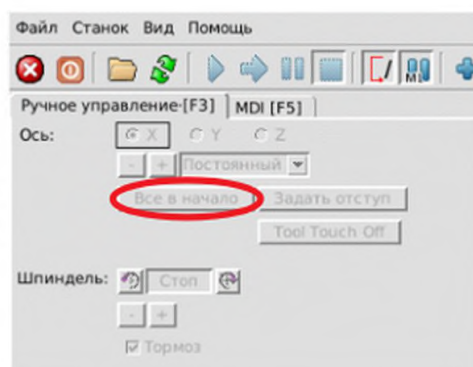 Файл Станок Вид Помощь
M1
Ручное управление [F3] MDI [F5]
Ось: X Y Z
- + Постоянный
Все в начало Задать отступ
Tool Touch Off
Шпиндель: Стоп
- +
Тормоз